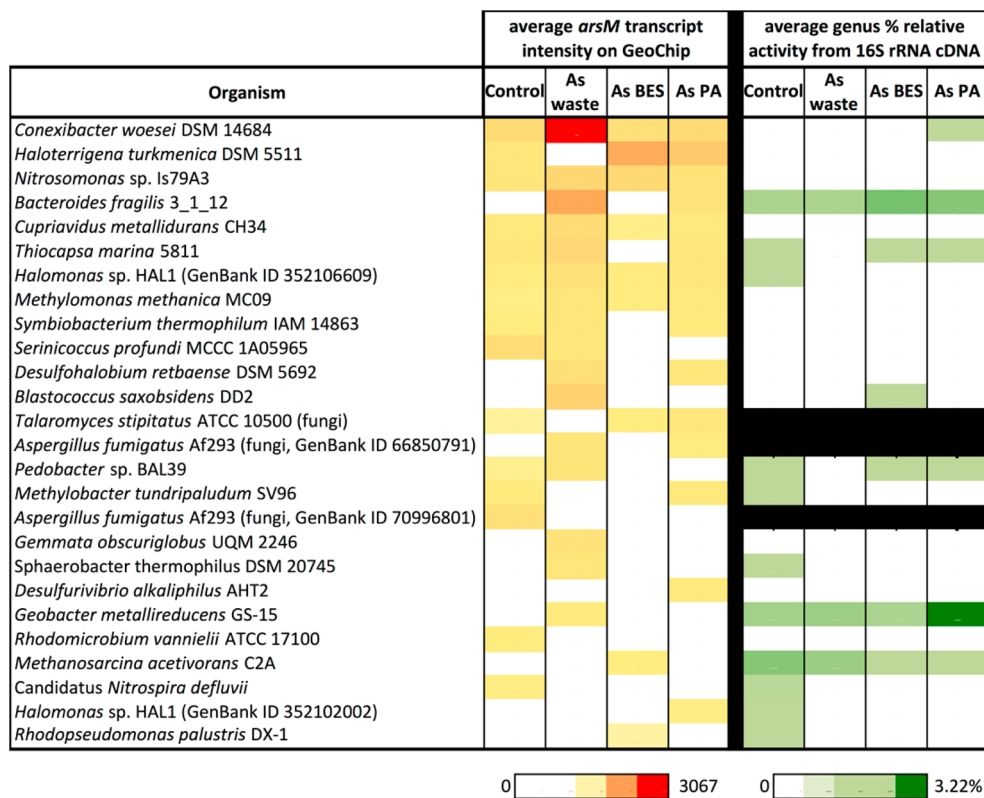 average arsM transcript
intensity on GeoChip
average genus % relative
activity from 16S rRNA cDNA
Organism
Control
As
waste
As BES
As PA
Control
As
waste
As BES
As PA
Conexibacter woesei DSM 14684
Haloterrigena turkmenica DSM 5511
Nitrosomonas sp. Is79A3
Bacteroides fragilis 3_1_12
Cupriavidus metallidurans CH34
Thiocapsa marina 5811
Halomonas sp. HAL1 (GenBank ID 352106609)
Methylomonas methanica MC09
Symbiobacterium thermophilum IAM 14863
Serinicoccus profundi MCCC 1A05965
Desulfohalobium retbaense DSM 5692
Blastococcus saxobsidens DD2
Talaromyces stipitatus ATCC 10500 (fungi)
Aspergillus fumigatus Af293 (fungi, GenBank ID 66850791)
Pedobacter sp. BAL39
Methylobacter tundripaludum SV96
Aspergillus fumigatus Af293 (fungi, GenBank ID 70996801)
Gemmata obscuriglobus UQM 2246
Sphaerobacter thermophilus DSM 20745
Desulfurivibrio alkaliphilus AHT2
Geobacter metallireducens GS-15
Rhodomicrobium vannielii ATCC 17100
Methanosarcina acetivorans C2A
Candidatus Nitrospira defluvii
Halomonas sp. HAL1 (GenBank ID 352102002)
Rhodopseudomonas palustris DX-1
0 3067
0 3.22%